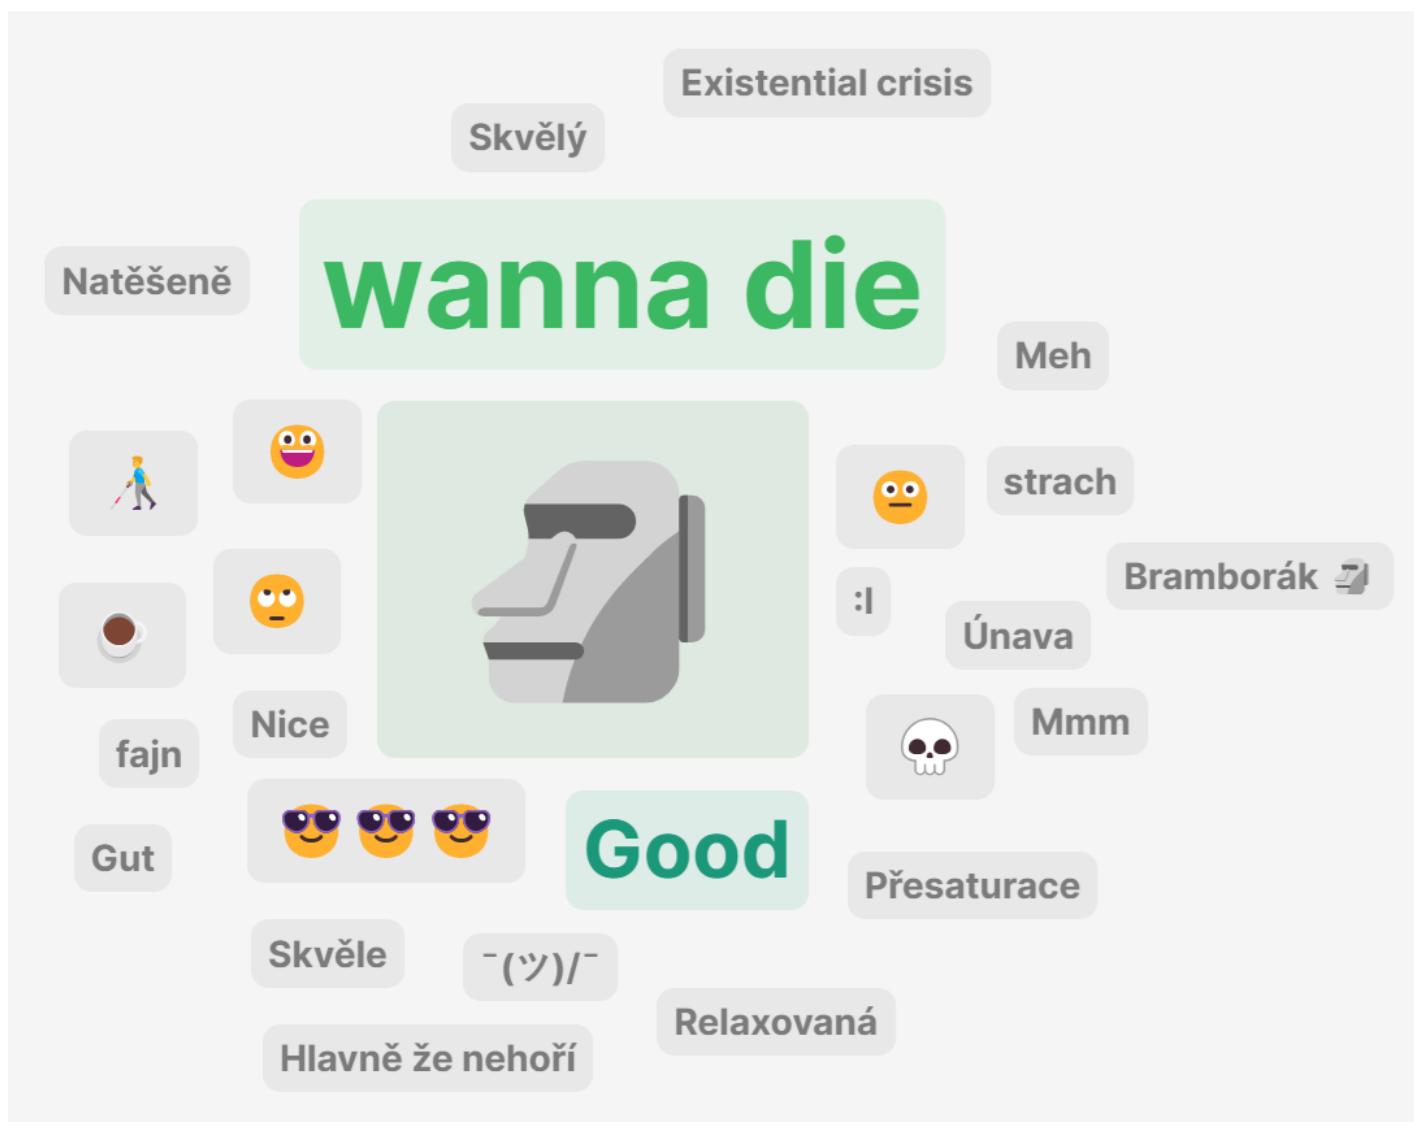 Existential crisis
Skvělý
wanna die
Natěšeně
Meh
strach
Bramborák 🗿
:I
Únava
Nice
Mmm
fajn
Good
Gut
Přesaturace
Skvěle
¯(ツ)/¯
Relaxovaná
Hlavně že nehoří